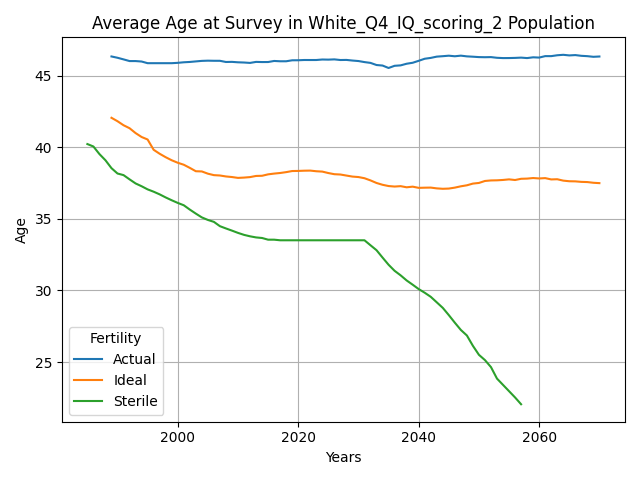 Average Age at Survey in White_Q4_IQ_scoring_2 Population
45
40
35
30
25
Age
Fertility
Actual
Ideal
Sterile
2000
2020
2040
2060
Years